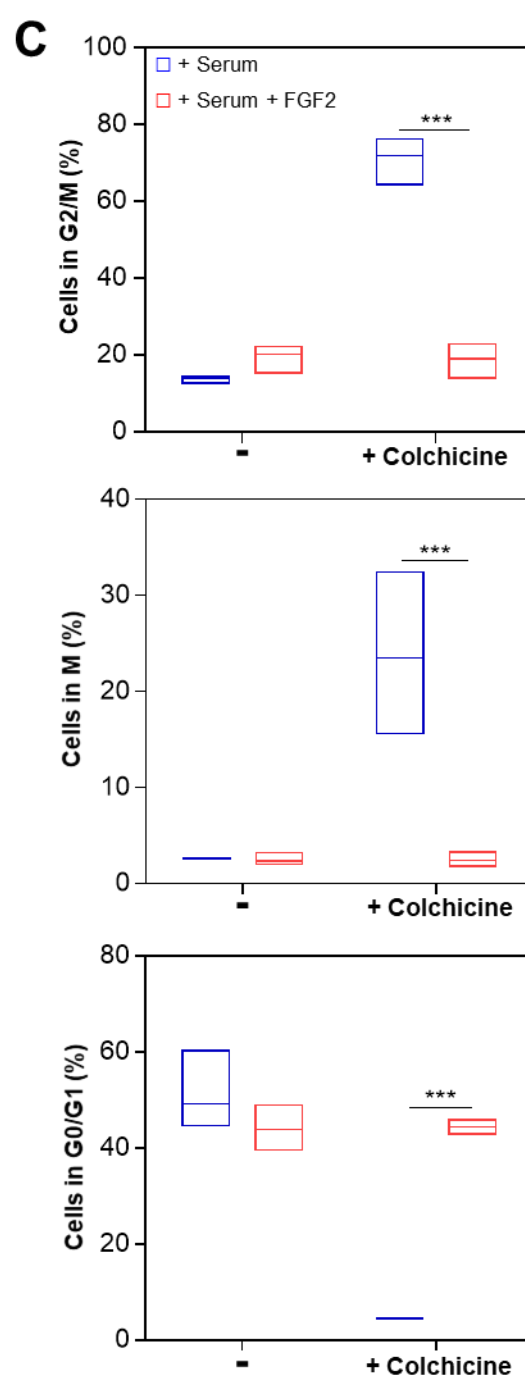 C
100
+ Serum
+ Serum + FGF2
***
80
60
40
20
0
Cells in G2/M (%)
-
+ Colchicine
40
***
30
20
10
0
Cells in M (%)
-
+ Colchicine
80
60
***
40
20
0
Cells in G0/G1 (%)
-
+ Colchicine